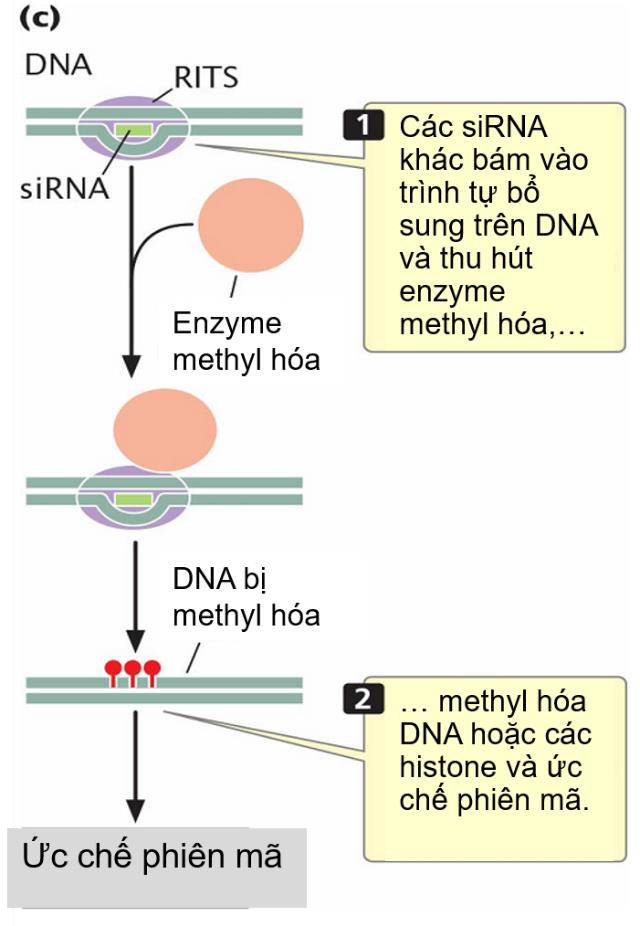 (c)
DNA
RITS
siRNA
1 Các siRNA
khác bám vào
trình tự bổ
sung trên DNA
và thu hút
enzyme
methyl hóa,...
Enzyme
methyl hóa
DNA bị
methyl hóa
2 ... methyl hóa
DNA hoặc các
histone và ức
chế phiên mã.
Ức chế phiên mã